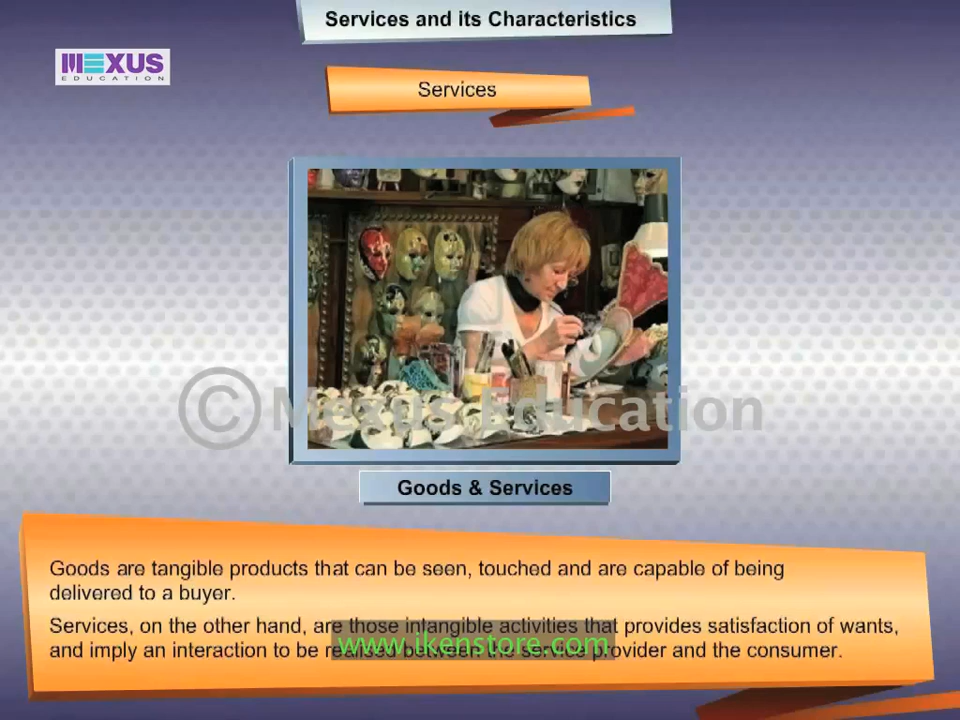 Services and its Characteristics
MEXUS
EDUCATION
Services
© Mexus Education
Goods & Services
Goods are tangible products that can be seen, touched and are capable of being
delivered to a buyer.
Services, on the other hand, are those intangible activities that provides satisfaction of wants,
www.ikenstore.com
and imply an interaction to be realised between the service provider and the consumer.